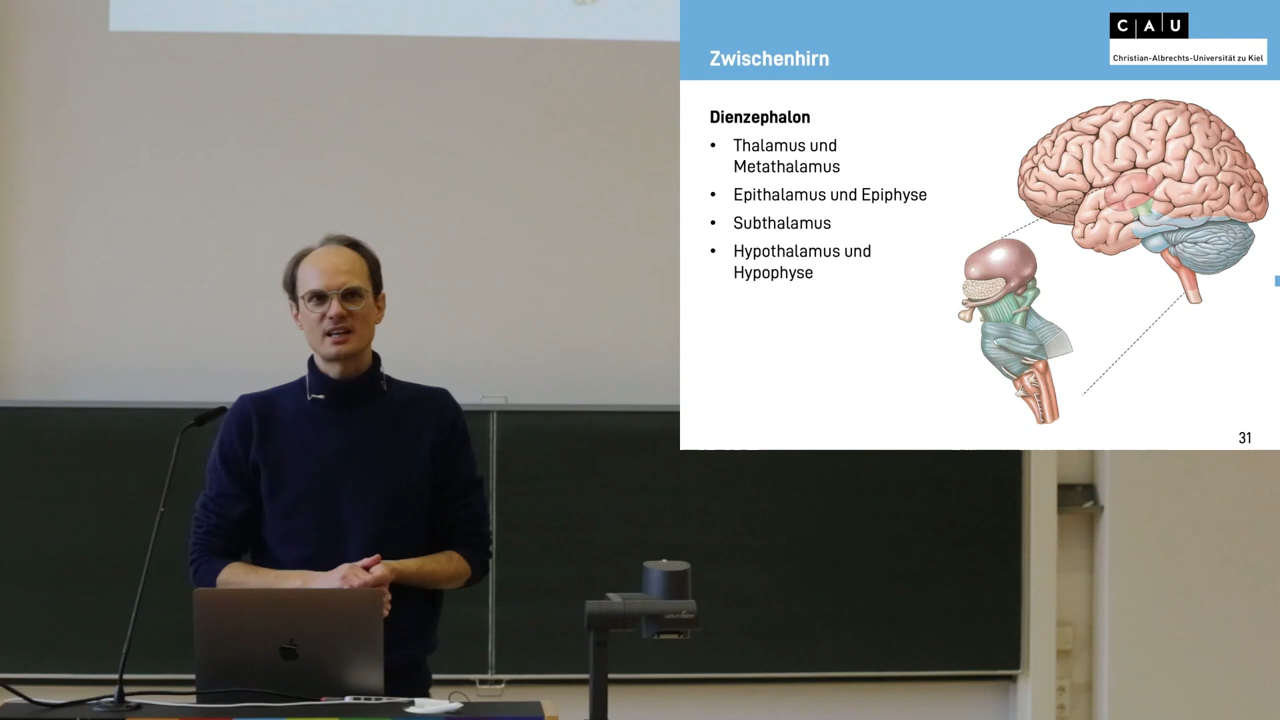 Zwischenhirn
C A U
Christian-Albrechts-Universität zu Kiel
Dienzephalon
• Thalamus und
Metathalamus
• Epithalamus und Epiphyse
• Subthalamus
• Hypothalamus und
Hypophyse
31